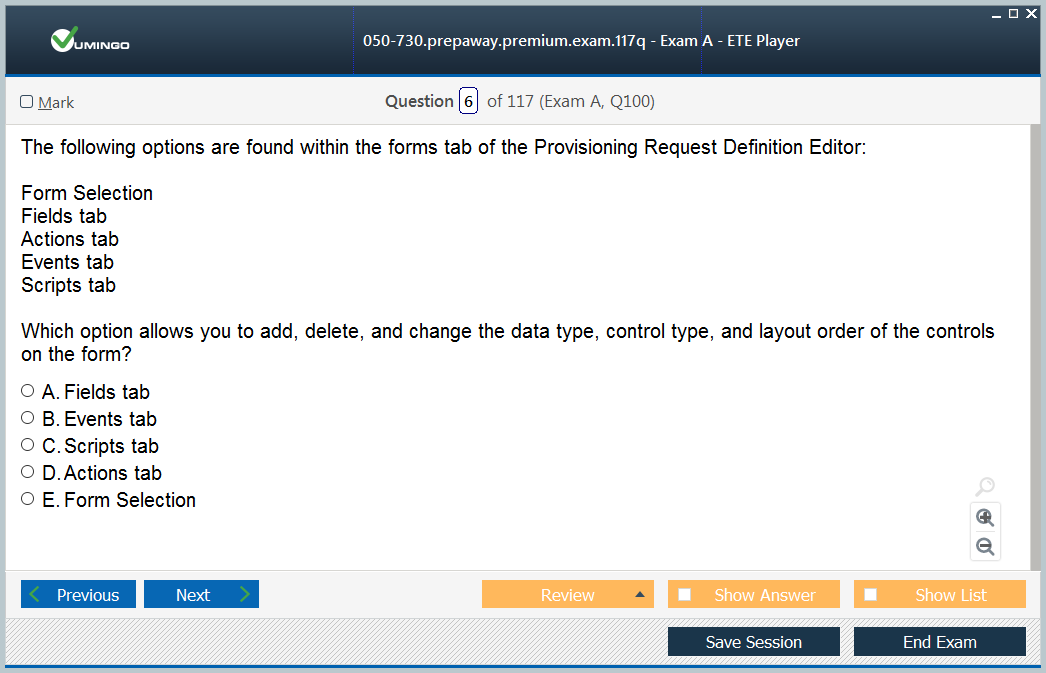 VUMINGO
050-730.prepaway.premium.exam.117q - Exam A - ETE Player
Mark
Question 6 of 117 (Exam A, Q100)
The following options are found within the forms tab of the Provisioning Request Definition Editor:
Form Selection
Fields tab
Actions tab
Events tab
Scripts tab
Which option allows you to add, delete, and change the data type, control type, and layout order of the controls
on the form?
A. Fields tab
B. Events tab
C. Scripts tab
D. Actions tab
E. Form Selection
Previous
Next
Review
Show Answer
Show List
Save Session
End Exam